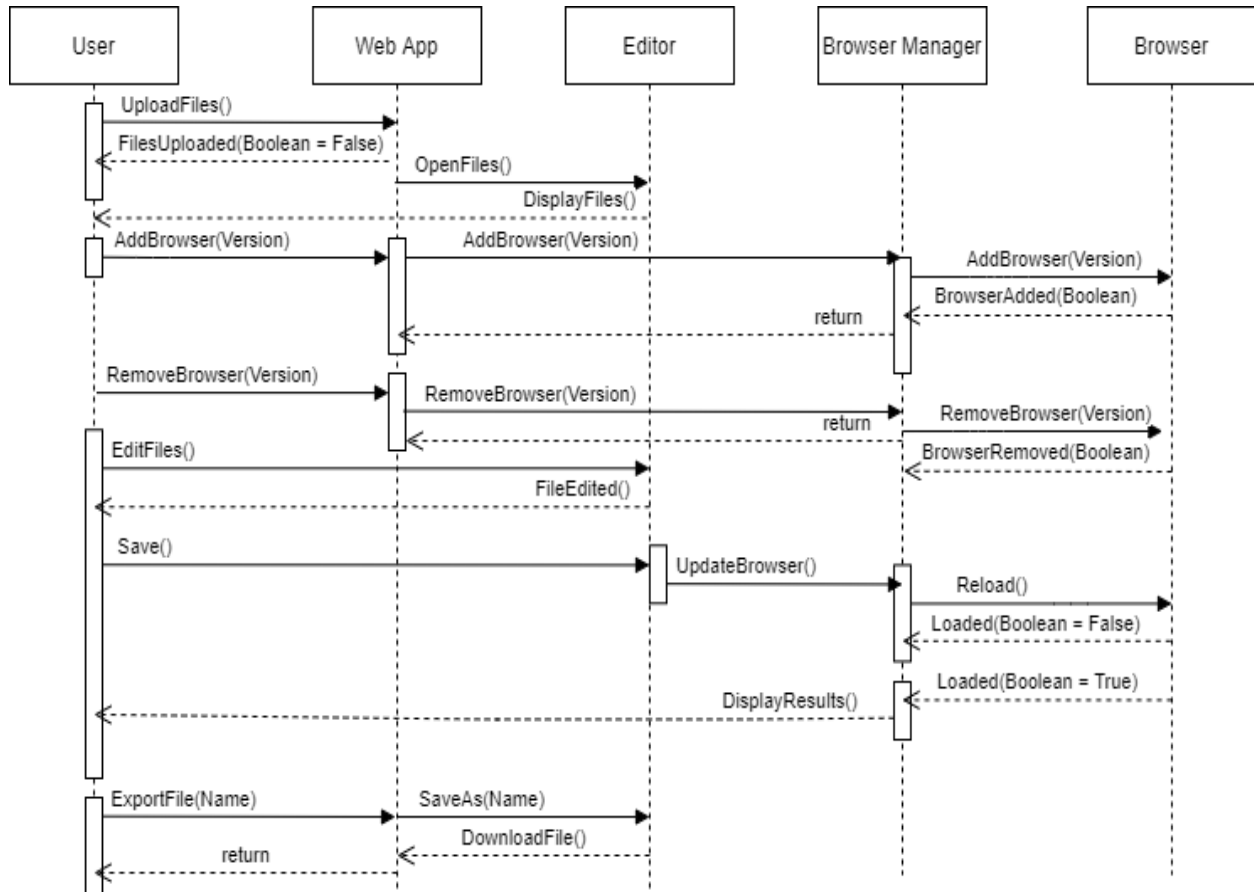 User
Web App
Editor
Browser Manager
Browser
UploadFiles()
FilesUploaded(Boolean = False)
OpenFiles()
DisplayFiles()
AddBrowser(Version)
AddBrowser(Version)
AddBrowser(Version)
BrowserAdded(Boolean)
return
RemoveBrowser(Version)
RemoveBrowser(Version)
RemoveBrowser(Version)
return
EditFiles()
BrowserRemoved(Boolean)
FileEdited()
Save()
UpdateBrowser()
Reload()
Loaded(Boolean = False)
Loaded(Boolean = True)
DisplayResults()
ExportFile(Name)
SaveAs(Name)
DownloadFile()
return